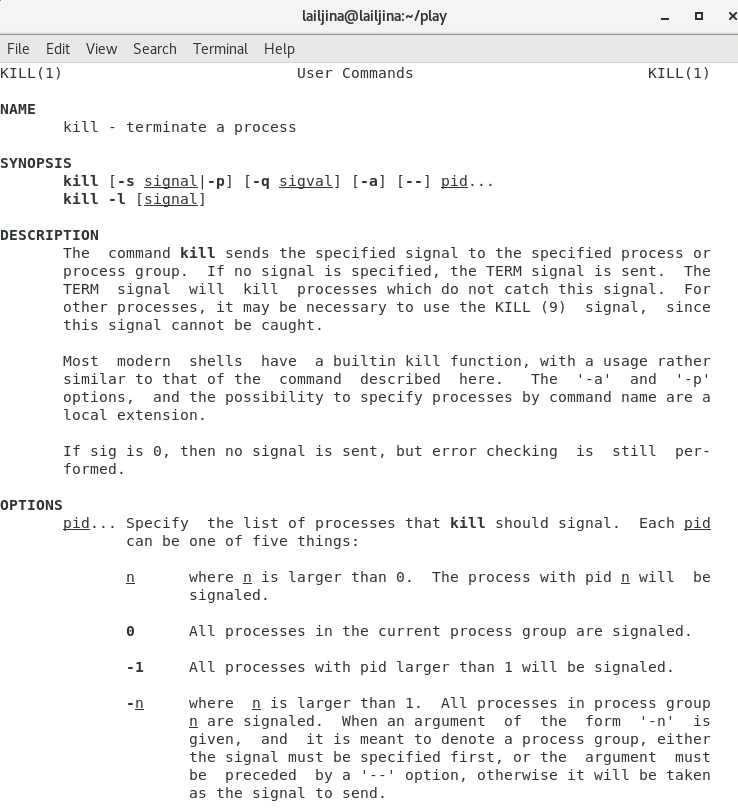 lailjina@lailjina:~/play
File Edit View Search Terminal Help
KILL(1) User Commands KILL(1)
NAME
kill - terminate a process
SYNOPSIS
kill [-s signal|-p] [-q sigval] [-a] [--] pid...
kill -l [signal]
DESCRIPTION
The command kill sends the specified signal to the specified process or
process group. If no signal is specified, the TERM signal is sent. The
TERM signal will kill processes which do not catch this signal. For
other processes, it may be necessary to use the KILL (9) signal, since
this signal cannot be caught.
Most modern shells have a builtin kill function, with a usage rather
similar to that of the command described here. The '-a' and '-p'
options, and the possibility to specify processes by command name are a
local extension.
If sig is 0, then no signal is sent, but error checking is still per-
formed.
OPTIONS
pid... Specify the list of processes that kill should signal. Each pid
can be one of five things:
n where n is larger than 0. The process with pid n will be
signaled.
0 All processes in the current process group are signaled.
-1 All processes with pid larger than 1 will be signaled.
-n where n is larger than 1. All processes in process group
n are signaled. When an argument of the form '-n' is
given, and it is meant to denote a process group, either
the signal must be specified first, or the argument must
be preceded by a '--' option, otherwise it will be taken
as the signal to send.